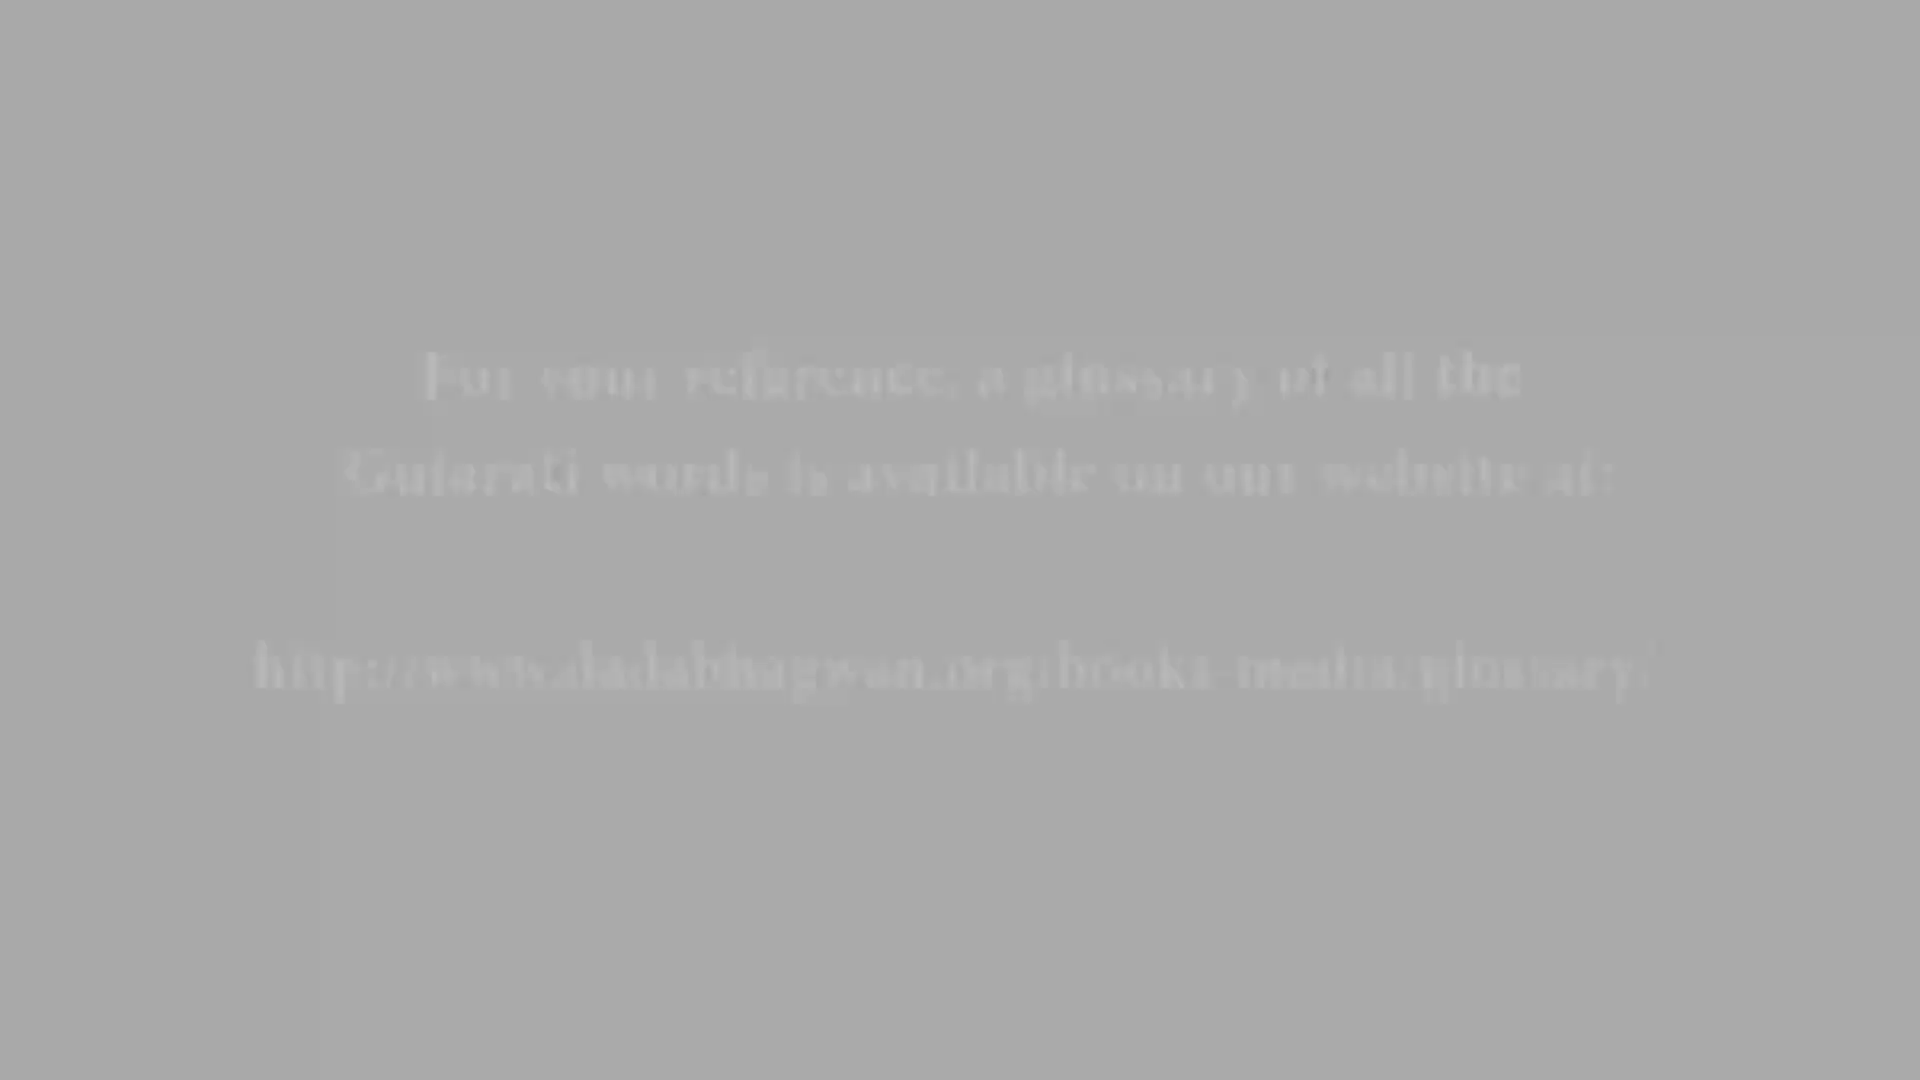 For your reference, a glossary of all the
Gujarati words is available on our website at:
http://www.dadabhagwan.org/books-media/glossary/